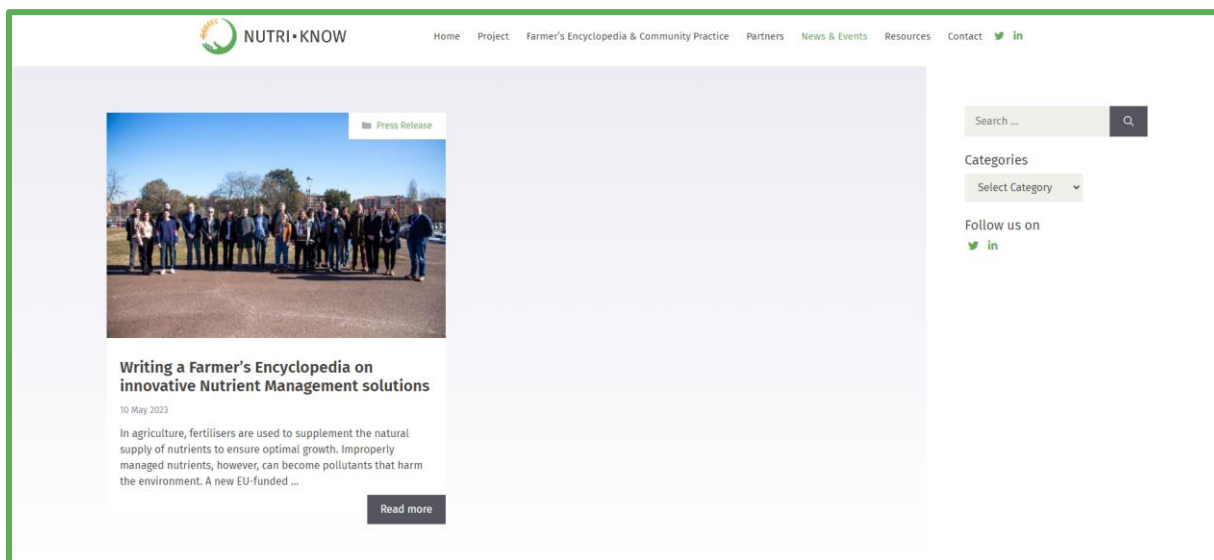 NUTRI•KNOW
Home Project Farmer's Encyclopedia & Community Practice Partners News & Events Resources Contact
Press Release
Search ...
Categories
Select Category
Follow us on
Writing a Farmer's Encyclopedia on
innovative Nutrient Management solutions
10 May 2023
In agriculture, fertilisers are used to supplement the natural
supply of nutrients to ensure optimal growth. Improperly
managed nutrients, however, can become pollutants that harm
the environment. A new EU-funded ...
Read more